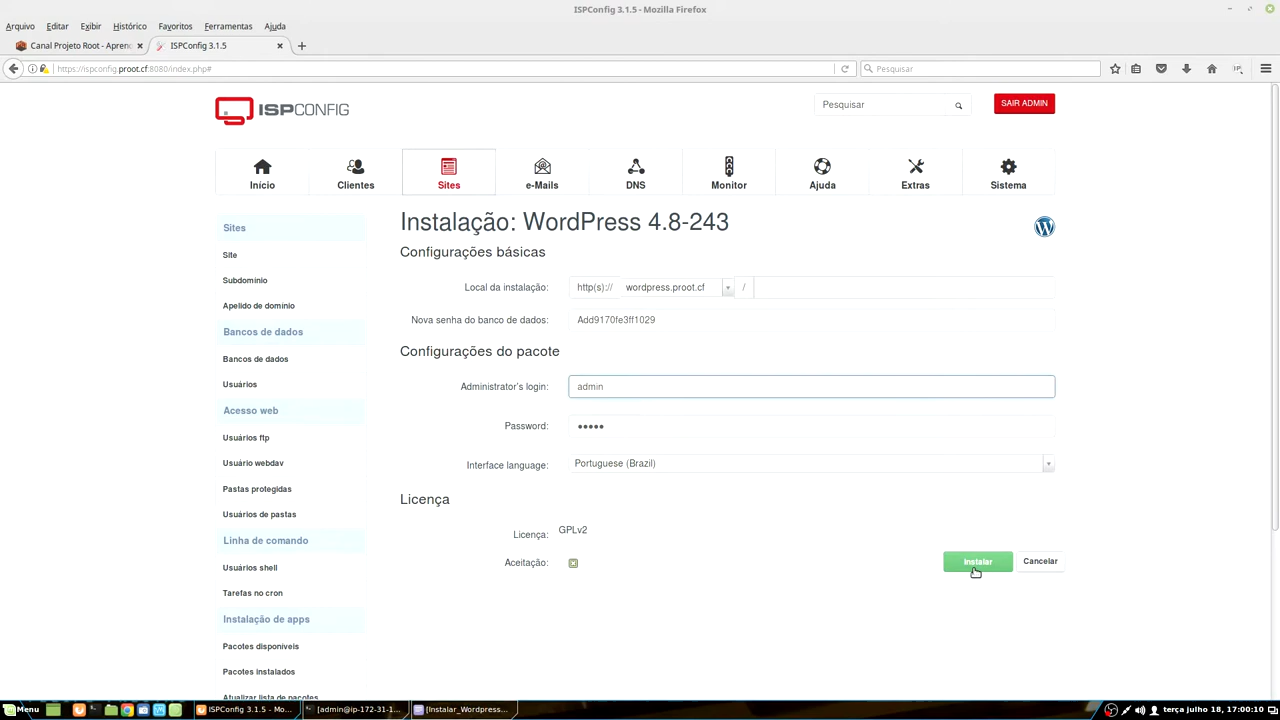 ISPConfig 3.1.5 - Mozilla Firefox
Arquivo Editar Exibir Histórico Favoritos Ferramentas Ajuda
Canal Projeto Root - Apren
ISPConfig 3.1.5
https://ispconfig.proot.cf:8080/index.php#
Pesquisar
ISPCONFIG
Pesquisar
SAIR ADMIN
Início
Clientes
Sites
e-Mails
DNS
Monitor
Ajuda
Extras
Sistema
Sites
Site
Subdomínio
Apelido de domínio
Bancos de dados
Bancos de dados
Usuários
Acesso web
Usuários ftp
Usuário webdav
Pastas protegidas
Usuários de pastas
Linha de comando
Usuários shell
Tarefas no cron
Instalação de apps
Pacotes disponíveis
Pacotes instalados
Atualizar lista de pacotes
Instalação: WordPress 4.8-243
Configurações básicas
Local da instalação: http(s):// wordpress.proot.cf /
Nova senha do banco de dados: Add9170fe3ff1029
Configurações do pacote
Administrator's login: admin
Password: •••••
Interface language: Portuguese (Brazil)
Licença
Licença: GPLv2
Aceitação:
Instalar
Cancelar
Menu
ISPConfig 3.1.5 - Mo...
[admin@ip-172-31-1...
[Instalar_Wordpress...
terça julho 18, 17:00:10